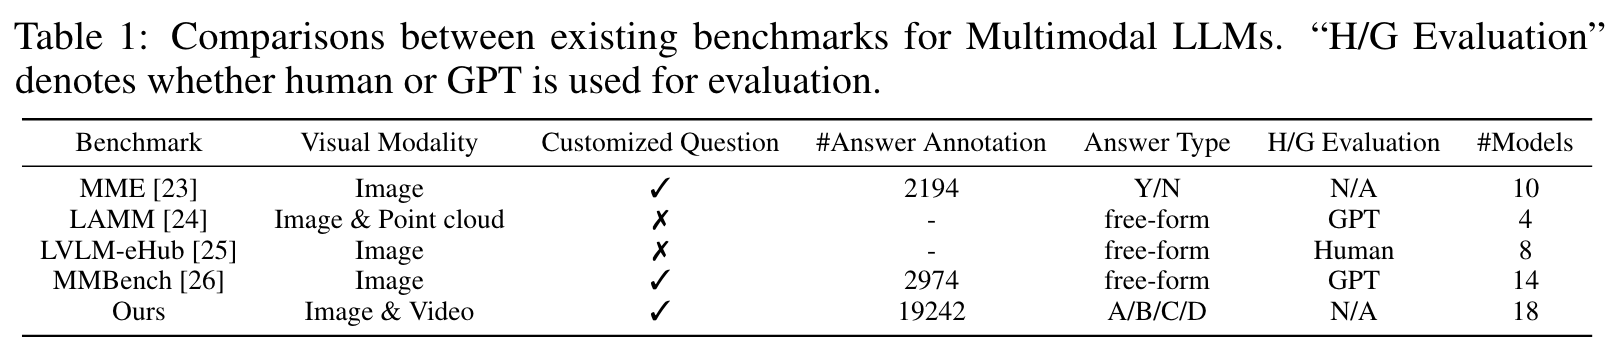 Table 1: Comparisons between existing benchmarks for Multimodal LLMs. “H/G Evaluation”
denotes whether human or GPT is used for evaluation.
Benchmark Visual Modality Customized Question #Answer Annotation Answer Type H/G Evaluation #Models
MME [23] Image ✓ 2194 Y/N N/A 10
LAMM [24] Image & Point cloud ✗ - free-form GPT 4
LVLM-eHub [25] Image ✗ - free-form Human 8
MMBench [26] Image ✓ 2974 free-form GPT 14
Ours Image & Video ✓ 19242 A/B/C/D N/A 18